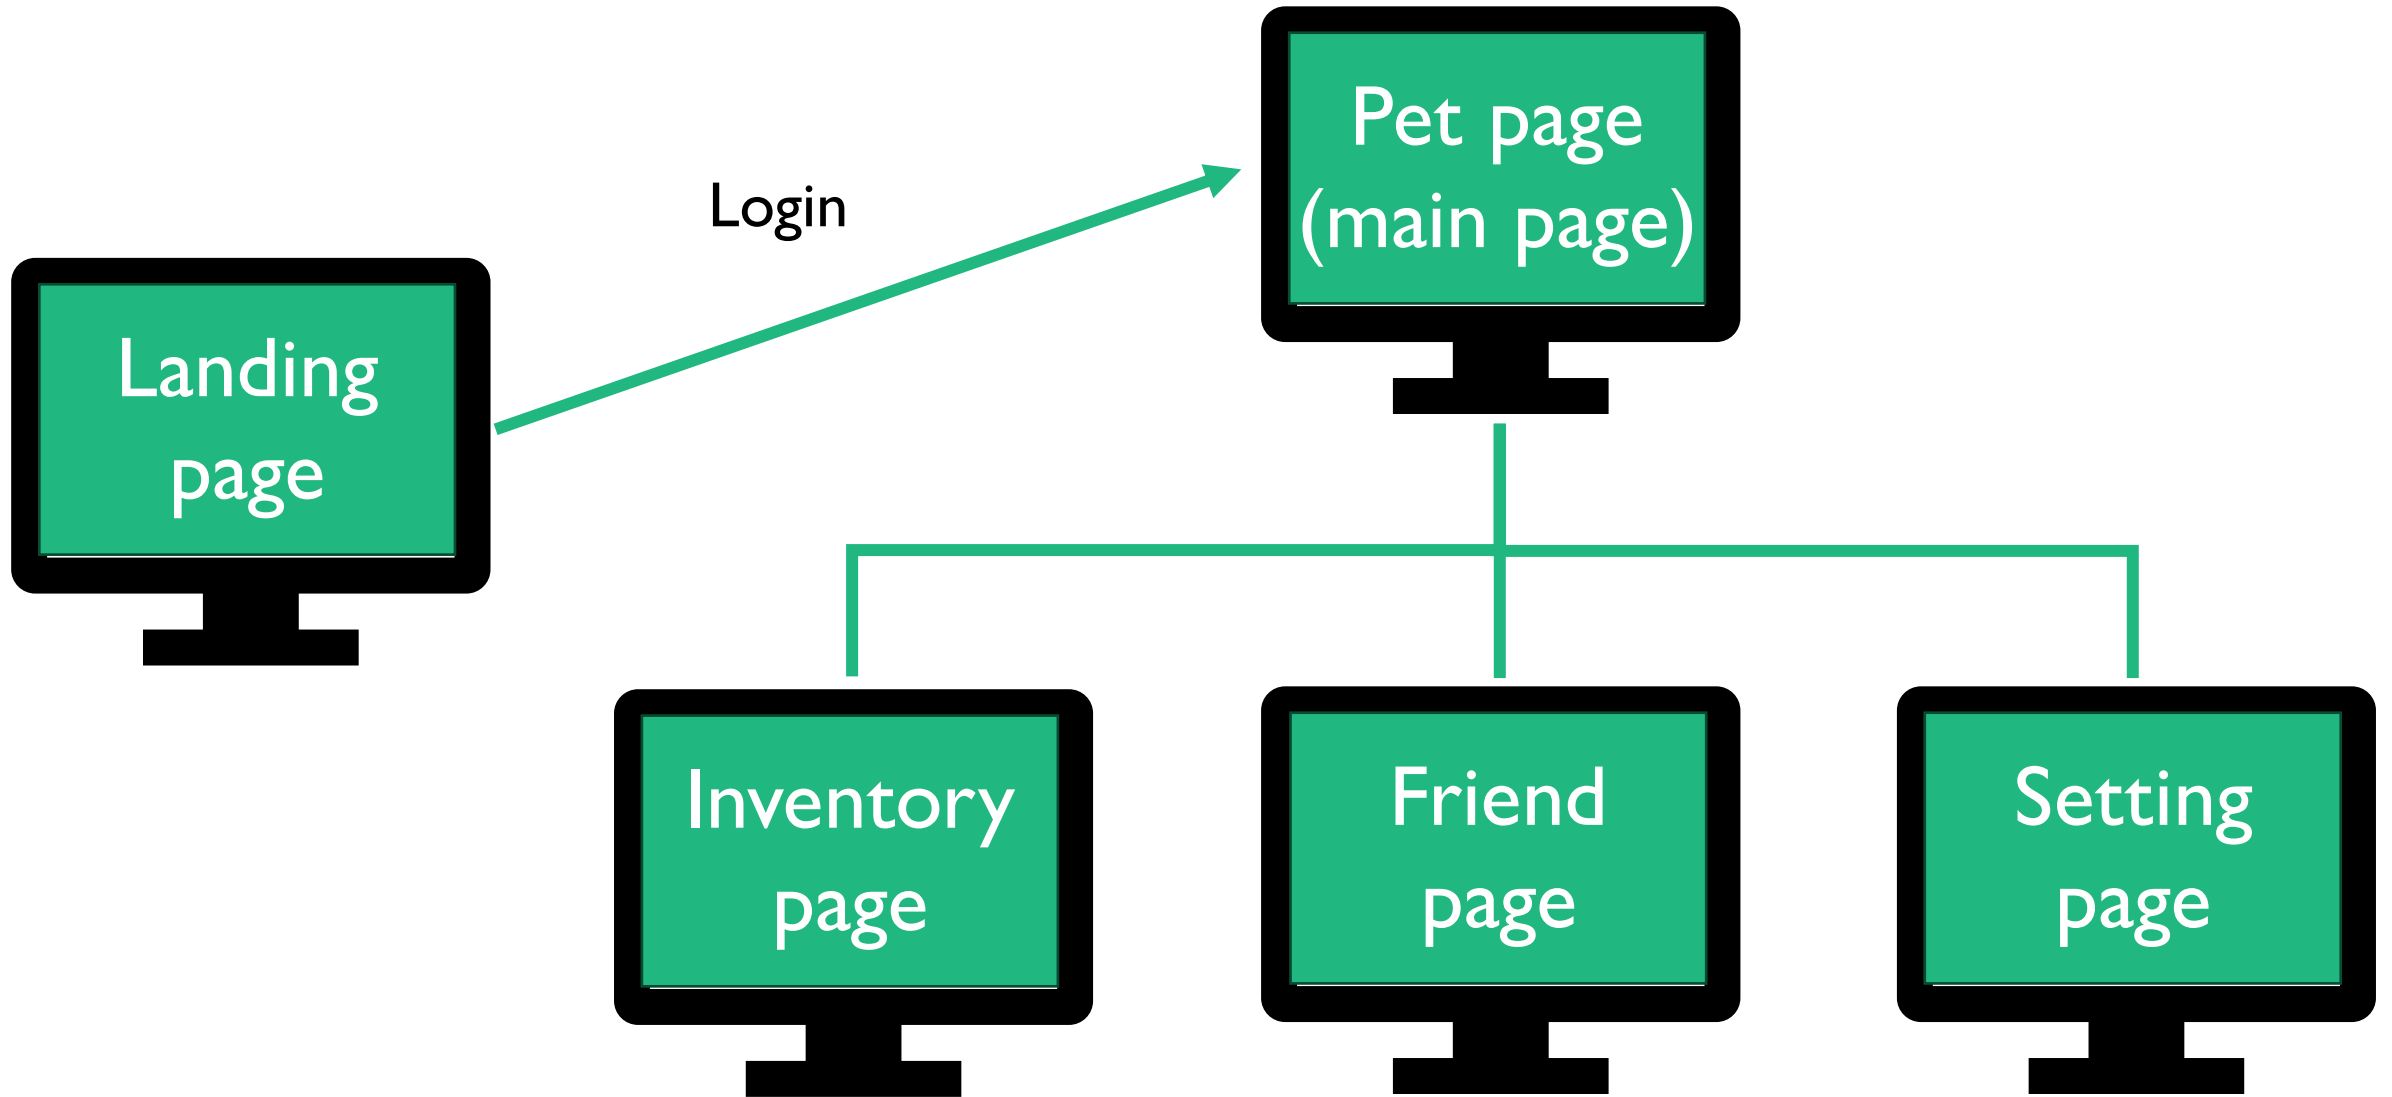 Pet page
(main page)
Login
Landing
page
Inventory
page
Friend
page
Setting
page